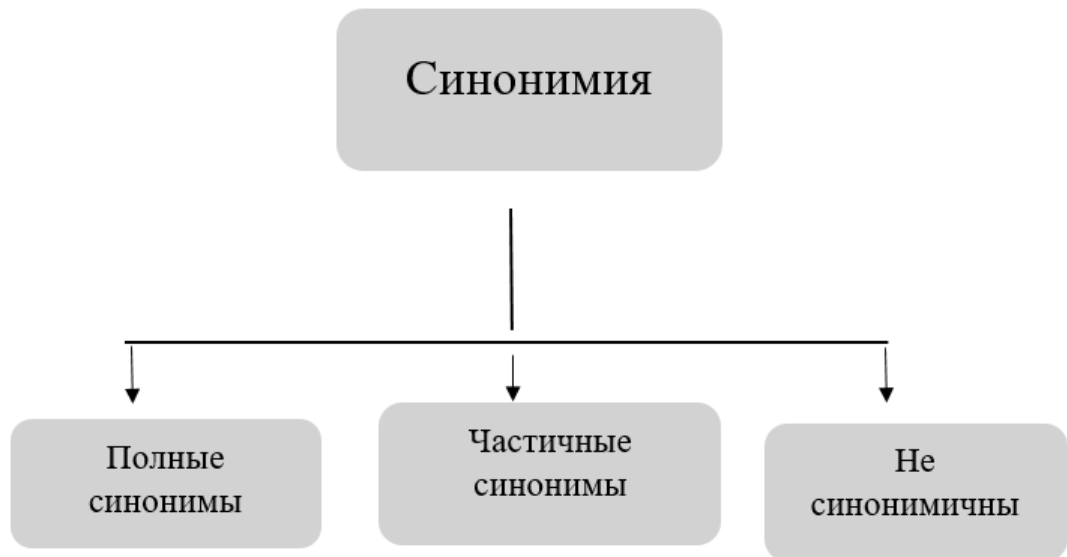 Синонимия
Полные
синонимы
Частичные
синонимы
Не
синонимичны